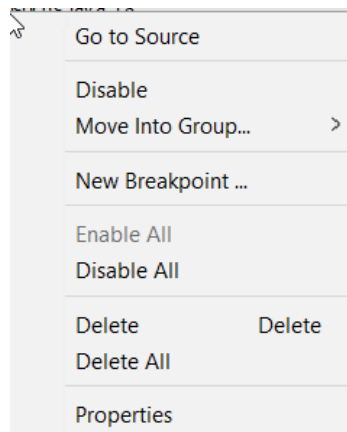 Go to Source
Disable
Move Into Group... >
New Breakpoint ...
Enable All
Disable All
Delete Delete
Delete All
Properties